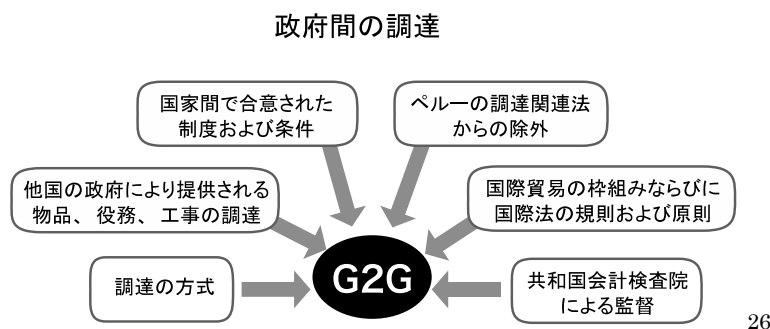 政府間の調達
国家間で合意された
制度および条件
ペルーの調達関連法
からの除外
他国の政府により提供される
物品、役務、工事の調達
国際貿易の枠組みならびに
国際法の規則および原則
調達の方式
G2G
共和国会計検査院
による監督
26